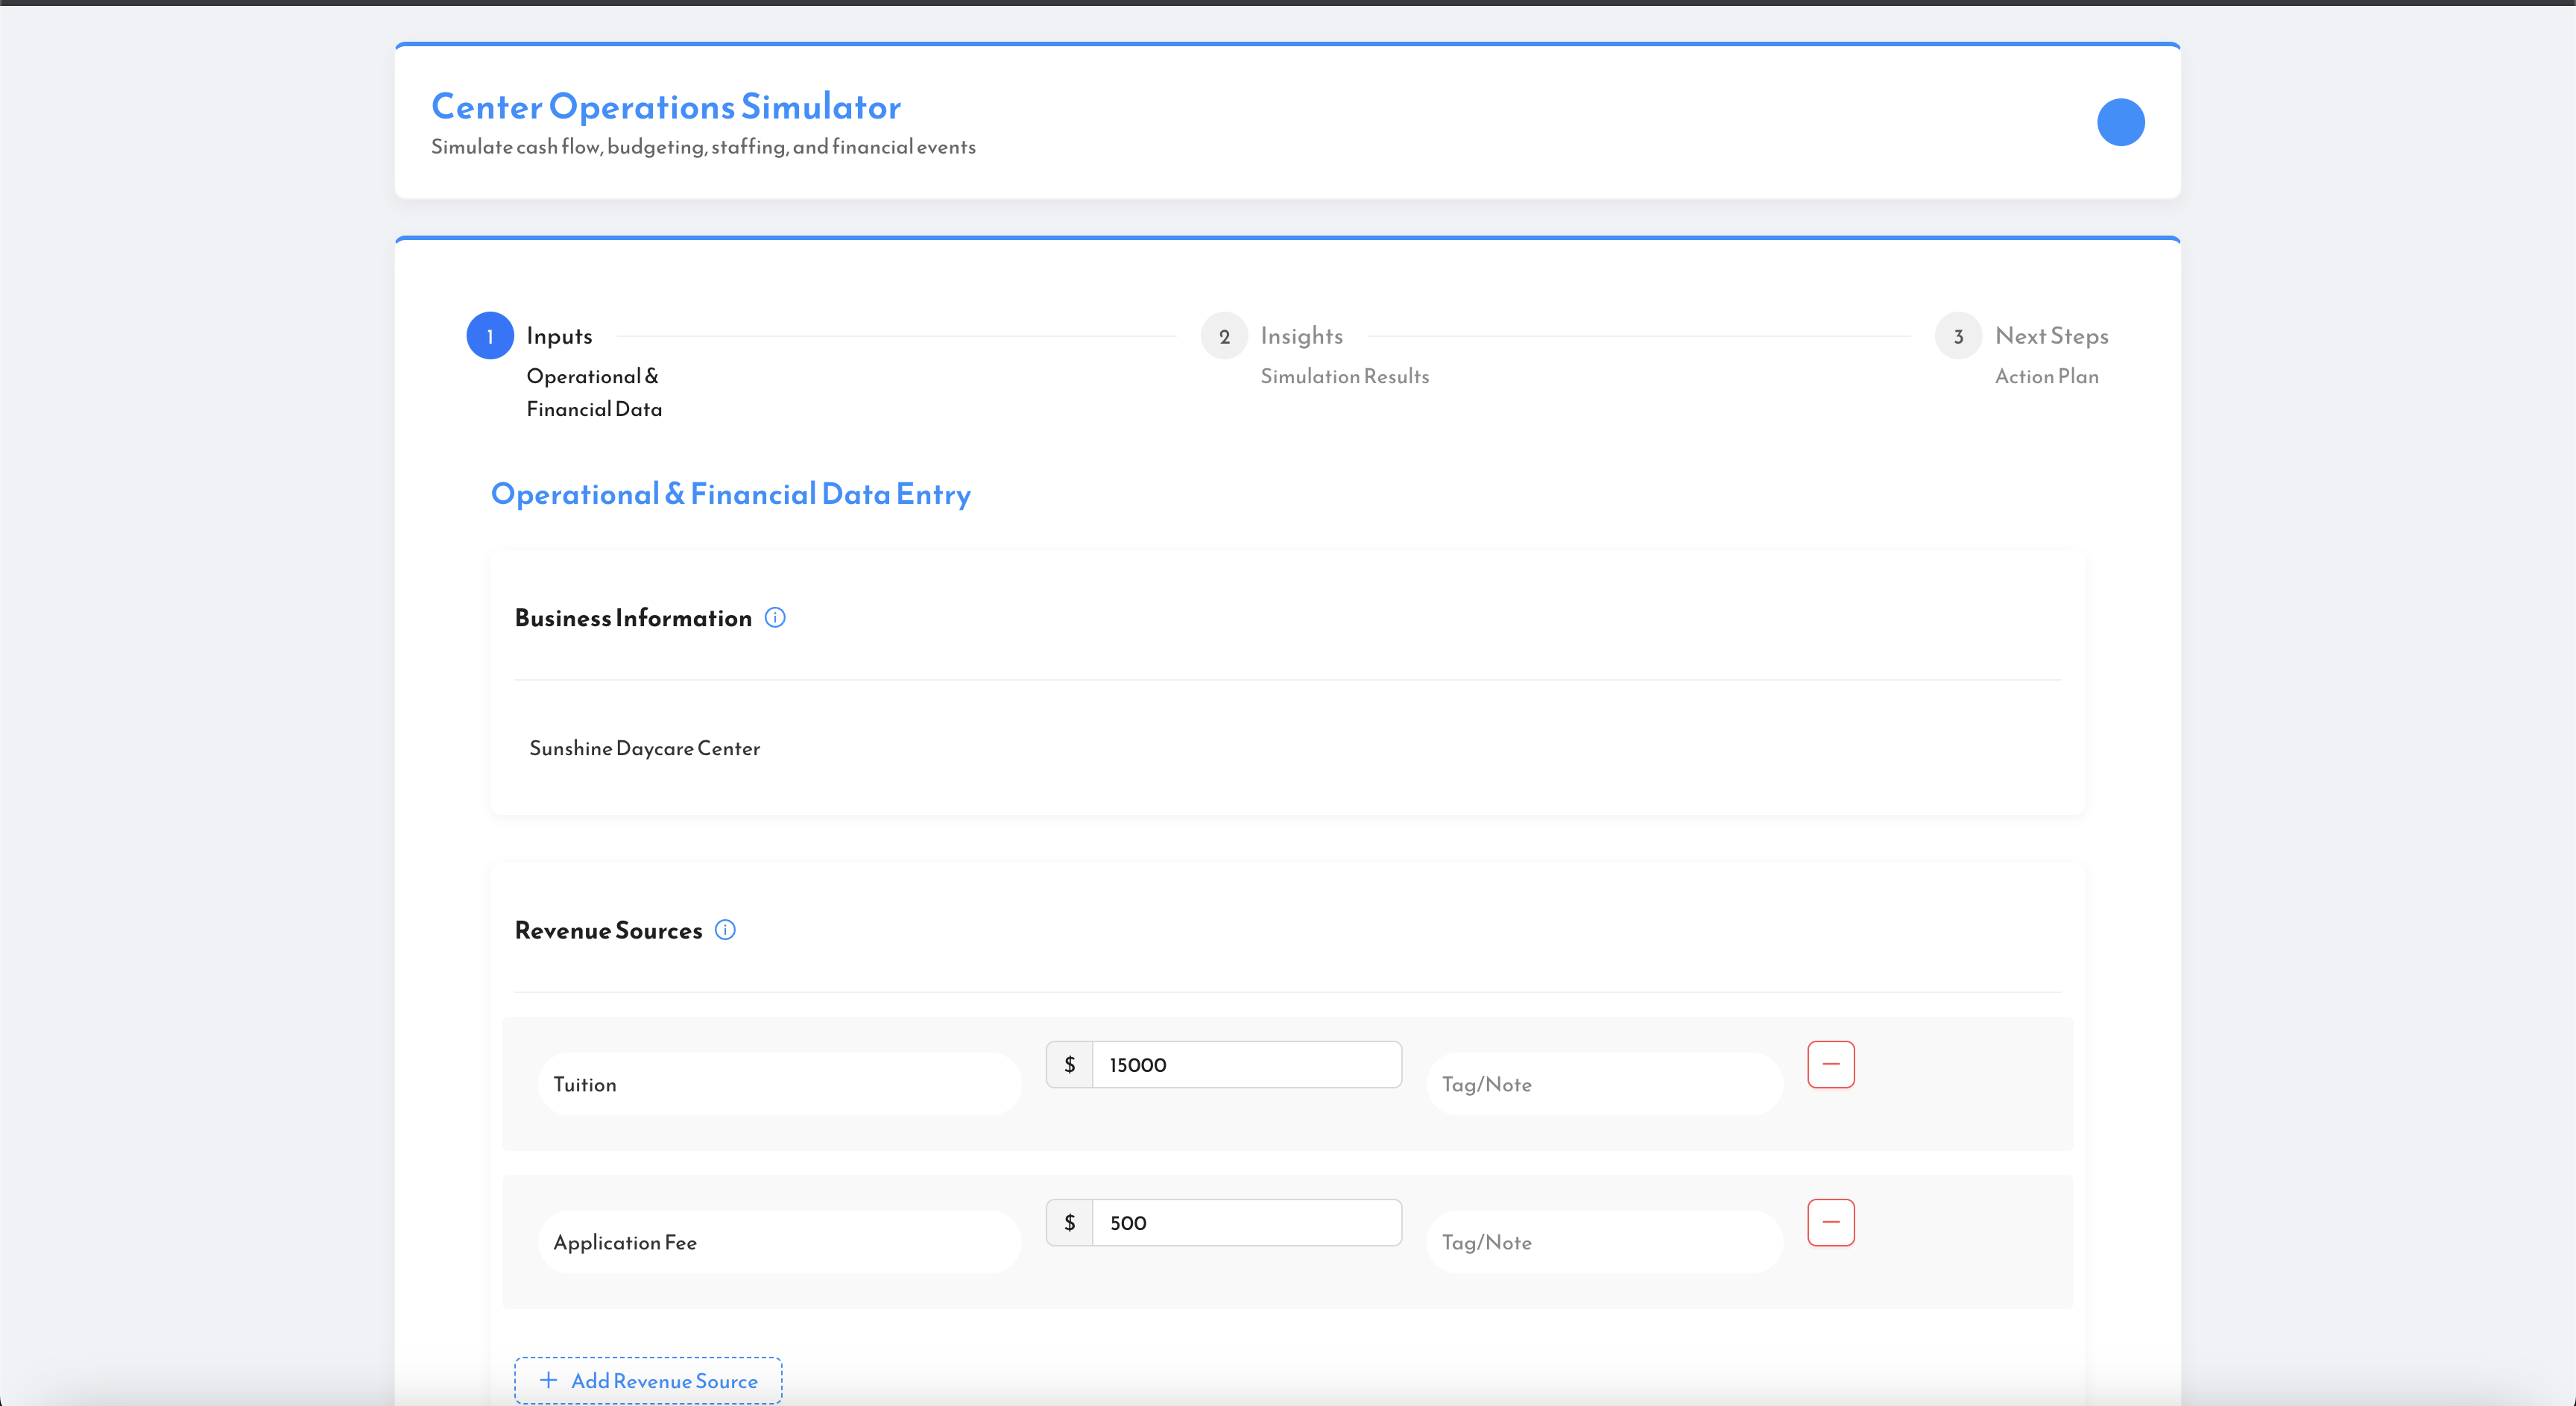 Center Operations Simulator
Simulate cash flow, budgeting, staffing, and financial events
1 Inputs
Operational &
Financial Data
2 Insights
Simulation Results
3 Next Steps
Action Plan
Operational & Financial Data Entry
Business Information
Sunshine Daycare Center
Revenue Sources
Tuition $ 15000 Tag/Note
Application Fee $ 500 Tag/Note
+ Add Revenue Source